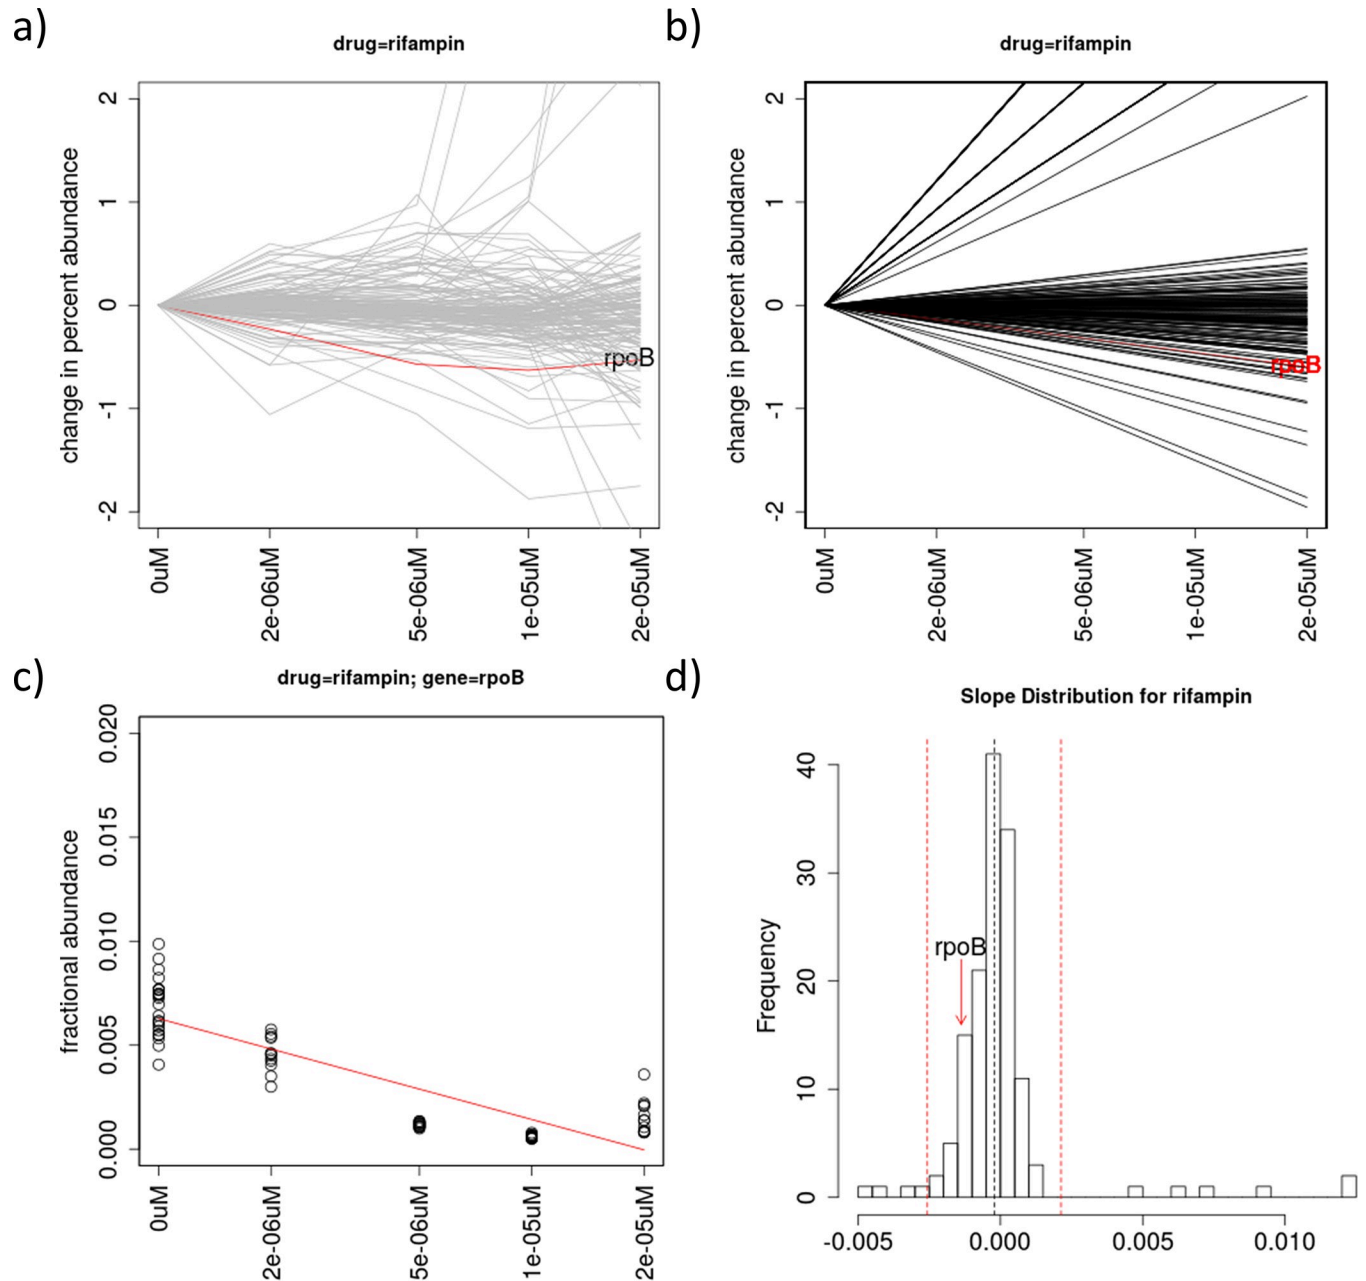 a)
drug=rifampin
change in percent abundance
2
1
0
-1
-2
rpoB
0uM
2e-06uM
5e-06uM
1e-05uM
2e-05uM
b)
drug=rifampin
change in percent abundance
2
1
0
-1
-2
rpoB
0uM
2e-06uM
5e-06uM
1e-05uM
2e-05uM
c)
drug=rifampin; gene=rpoB
fractional abundance
0.020
0.015
0.010
0.005
0.000
0uM
2e-06uM
5e-06uM
1e-05uM
2e-05uM
d)
Slope Distribution for rifampin
Frequency
40
30
20
10
0
rpoB
-0.005
0.000
0.005
0.010